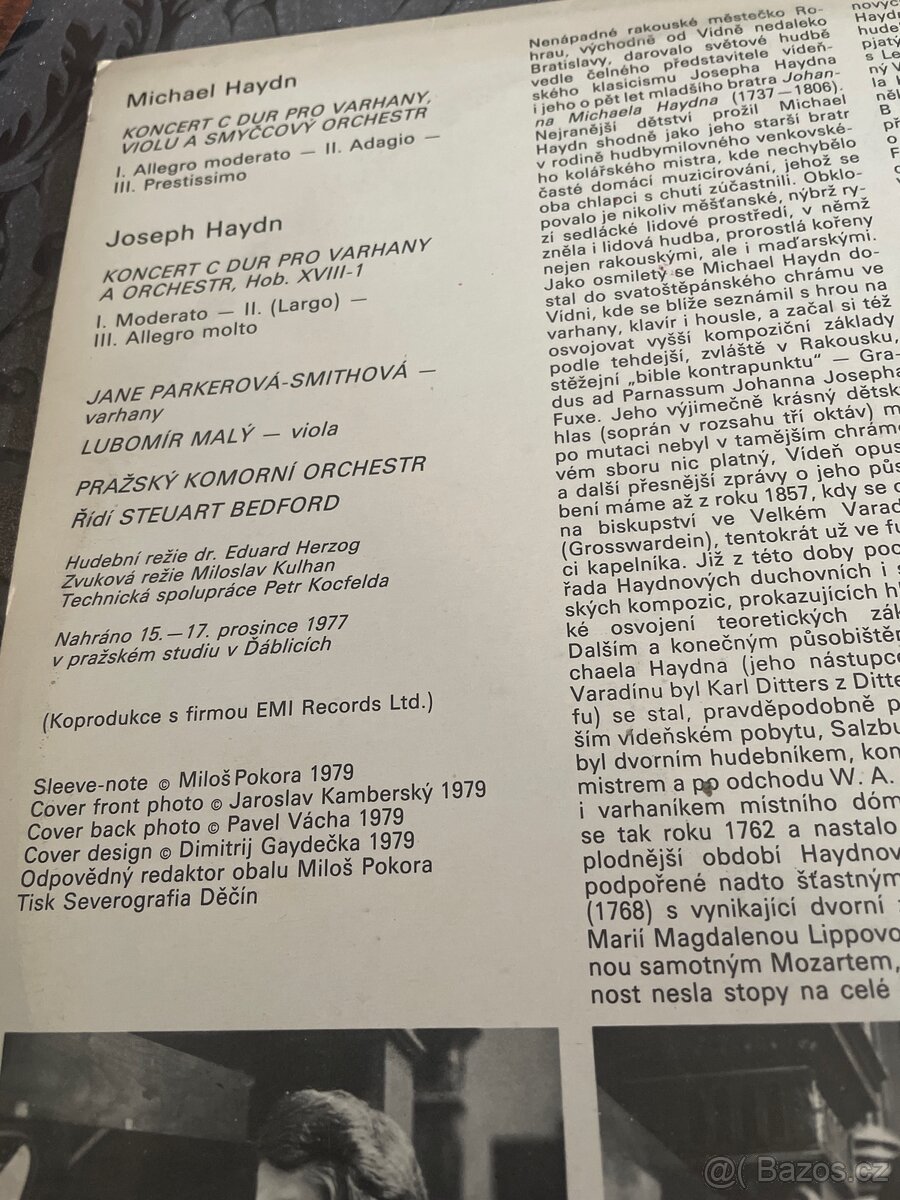 Michael Haydn
KONCERT C DUR PRO VARHANY,
VIOLU A SMYČCOVÝ ORCHESTR
I. Allegro moderato — II. Adagio —
III. Prestissimo
Joseph Haydn
KONCERT C DUR PRO VARHANY
A ORCHESTR, Hob. XVIII-1
I. Moderato — II. (Largo) —
III. Allegro molto
JANE PARKEROVÁ-SMITHOVÁ —
varhany
LUBOMÍR MALÝ — viola
PRAŽSKÝ KOMORNÍ ORCHESTR
Řídí STEUART BEDFORD
Hudební režie dr. Eduard Herzog
Zvuková režie Miloslav Kulhan
Technická spolupráce Petr Kocfelda
Nahráno 15.—17. prosince 1977
v pražském studiu v Ďáblicích
(Koprodukce s firmou EMI Records Ltd.)
Sleeve-note © Miloš Pokora 1979
Cover front photo © Jaroslav Kamberský 1979
Cover back photo © Pavel Vácha 1979
Cover design © Dimitrij Gaydečka 1979
Odpovědný redaktor obalu Miloš Pokora
Tisk Severografia Děčín
Nenápadné rakouské městečko Ro-
hrau, východně od Vídně nedaleko
Bratislavy, darovalo světové hudbě
vedle čelného představitele vídeň-
ského klasicismu Josepha Haydna
i jeho o pět let mladšího bratra Johan-
na Michaela Haydna (1737—1806).
Nejranější dětství prožil Michael
Haydn shodně jako jeho starší bratr
v rodině hudbymilovného venkovské-
ho kolářského mistra, kde nechybělo
časté domácí muzicírování, jehož se
oba chlapci s chutí zúčastnili. Obklo-
povalo je nikoliv měšťanské, nýbrž ry-
zí sedlácké lidové prostředí, v němž
zněla i lidová hudba, prorostlá kořeny
nejen rakouskými, ale i maďarskými.
Jako osmiletý se Michael Haydn do-
stal do svatoštěpánského chrámu ve
Vídni, kde se blíže seznámil s hrou na
varhany, klavír i housle, a začal si též
osvojovat vyšší kompoziční základy
podle tehdejší, zvláště v Rakousku,
stěžejní „bible kontrapunktu“ — Gra-
dus ad Parnassum Johanna Josepha
Fuxe. Jeho výjimečně krásný dětsk
hlas (soprán v rozsahu tří oktáv) m
po mutaci nebyl v tamějším chrámo
vém sboru nic platný, Vídeň opus
a další přesnější zprávy o jeho půs
bení máme až z roku 1857, kdy se o
na biskupství ve Velkém Varad
(Grosswardein), tentokrát už ve fu
ci kapelníka. Již z této doby poc
řada Haydnových duchovních i s
ských kompozic, prokazujících h
ké osvojení teoretických zák
Dalším a konečným působištěm
chaela Haydna (jeho nástupce
Varadínu byl Karl Ditters z Ditte
fu) se stal, pravděpodobně p
ším vídeňském pobytu, Salzbu
byl dvorním hudebníkem, kon
mistrem a po odchodu W. A.
i varhaníkem místního dóm
se tak roku 1762 a nastalo
plodnější období Haydnov
podpořené nadto šťastným
(1768) s vynikající dvorní
Marií Magdalenou Lippovo
nou samotným Mozartem,
nost nesla stopy na celé
Bazos.cz